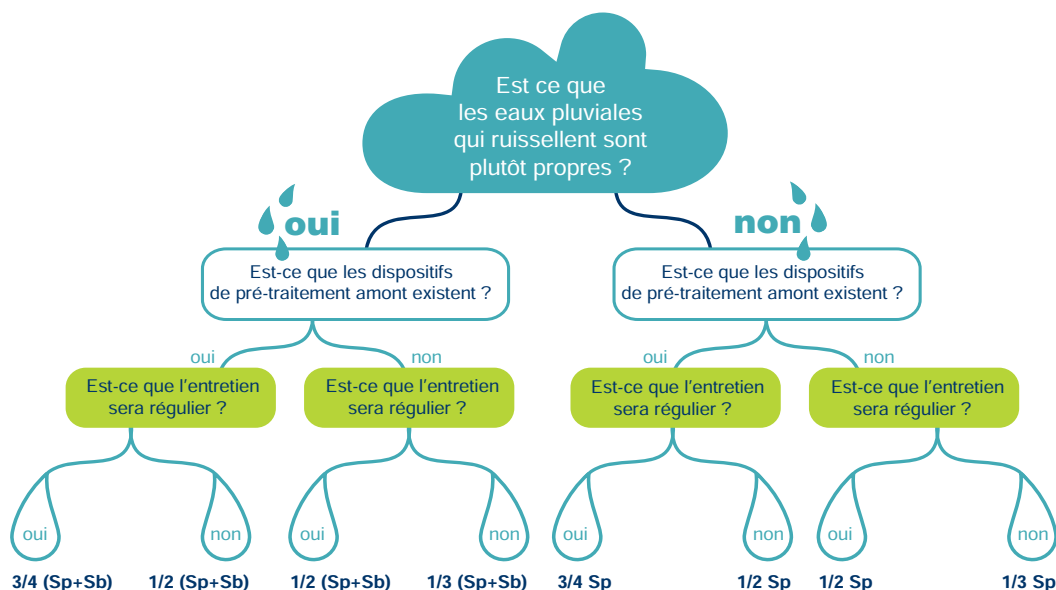 Est ce que
les eaux pluviales
qui ruissellent sont
plutôt propres ?
oui
non
Est-ce que les dispositifs
de pré-traitement amont existent ?
Est-ce que les dispositifs
de pré-traitement amont existent ?
oui
non
oui
non
Est-ce que l'entretien
sera régulier ?
Est-ce que l'entretien
sera régulier ?
Est-ce que l'entretien
sera régulier ?
Est-ce que l'entretien
sera régulier ?
oui
non
oui
non
oui
non
oui
non
3/4 (Sp+Sb)
1/2 (Sp+Sb)
1/2 (Sp+Sb)
1/3 (Sp+Sb)
3/4 Sp
1/2 Sp
1/2 Sp
1/3 Sp